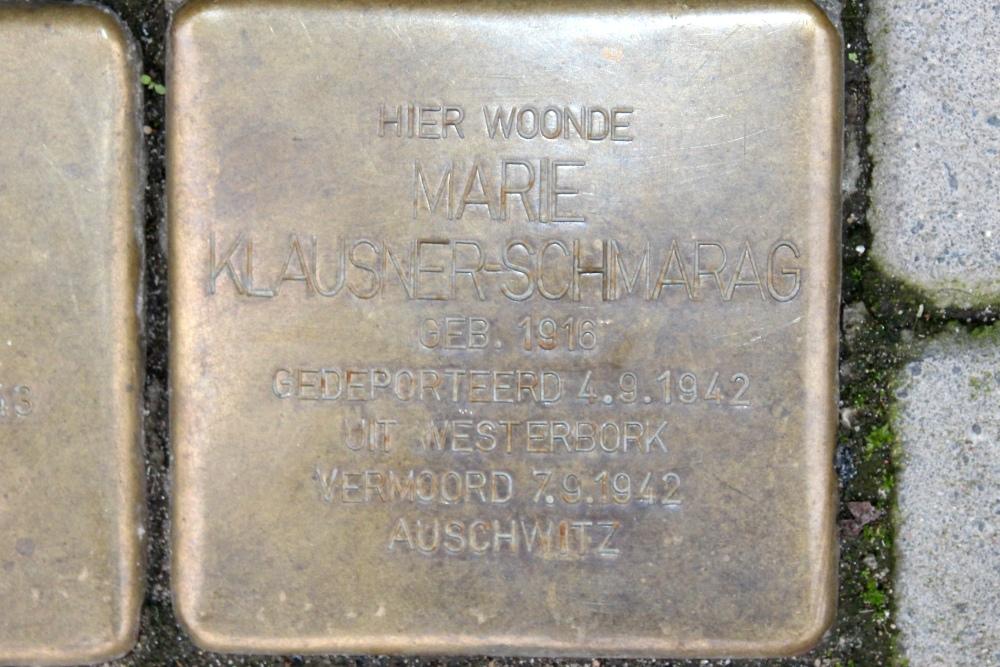 HIER WOONDE
MARIE
KLAUSNER-SCHMARAG
GEB. 1916
GEDEPORTEERD 4.9.1942
UIT WESTERBORK
VERMOORD 7.9.1942
AUSCHWITZ